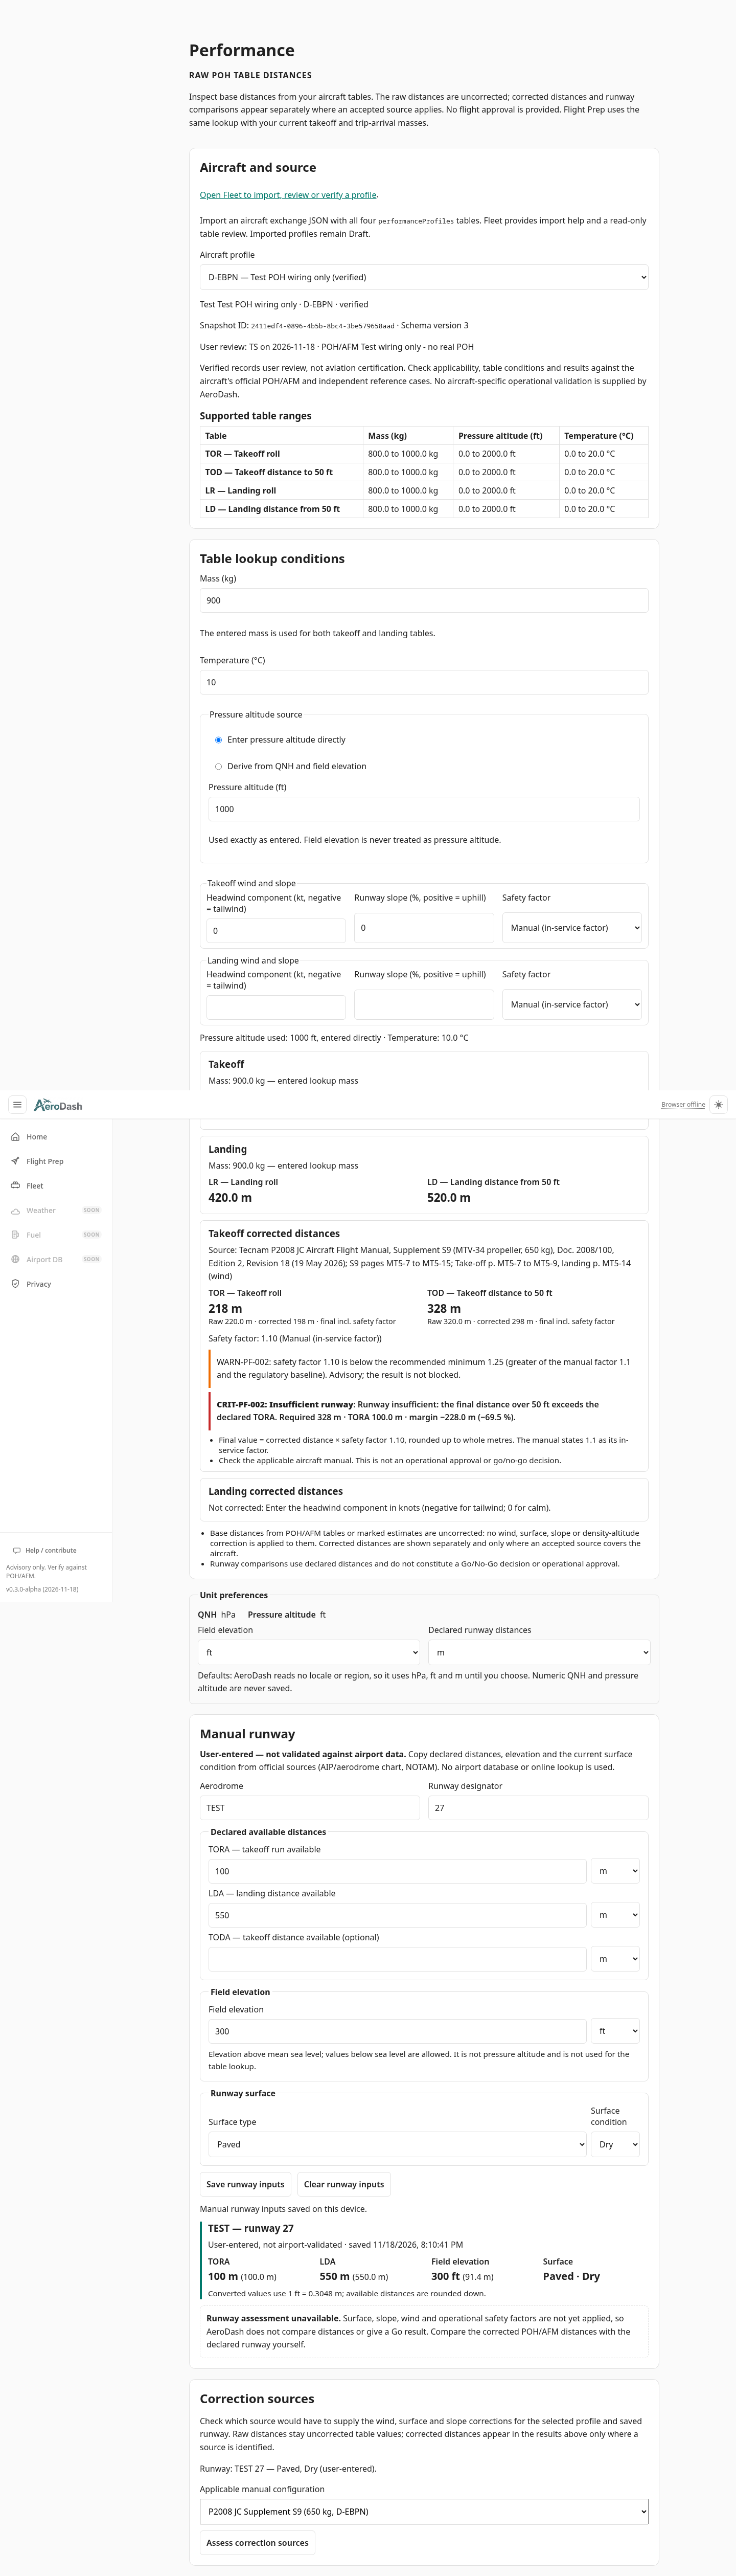 Performance
RAW POH TABLE DISTANCES
Inspect base distances from your aircraft tables. The raw distances are uncorrected; corrected distances and runway
comparisons appear separately where an accepted source applies. No flight approval is provided. Flight Prep uses the
same lookup with your current takeoff and trip-arrival masses.
Aircraft and source
Open Fleet to import, review or verify a profile.
Import an aircraft exchange JSON with all four performanceProfiles tables. Fleet provides import help and a read-only
table review. Imported profiles remain Draft.
Aircraft profile
D-EBPN — Test POH wiring only (verified)
Test Test POH wiring only · D-EBPN · verified
Snapshot ID: 2411edf4-0896-4b5b-8bc4-3be579658aad · Schema version 3
User review: TS on 2026-11-18 · POH/AFM Test wiring only - no real POH
Verified records user review, not aviation certification. Check applicability, table conditions and results against the
aircraft's official POH/AFM and independent reference cases. No aircraft-specific operational validation is supplied by
AeroDash.
Supported table ranges
Table Mass (kg) Pressure altitude (ft) Temperature (°C)
TOR — Takeoff roll 800.0 to 1000.0 kg 0.0 to 2000.0 ft 0.0 to 20.0 °C
TOD — Takeoff distance to 50 ft 800.0 to 1000.0 kg 0.0 to 2000.0 ft 0.0 to 20.0 °C
LR — Landing roll 800.0 to 1000.0 kg 0.0 to 2000.0 ft 0.0 to 20.0 °C
LD — Landing distance from 50 ft 800.0 to 1000.0 kg 0.0 to 2000.0 ft 0.0 to 20.0 °C
Table lookup conditions
Mass (kg)
900
The entered mass is used for both takeoff and landing tables.
Temperature (°C)
10
Pressure altitude source
Enter pressure altitude directly
Derive from QNH and field elevation
Pressure altitude (ft)
1000
Used exactly as entered. Field elevation is never treated as pressure altitude.
Takeoff wind and slope
Headwind component (kt, negative = tailwind) Runway slope (%, positive = uphill) Safety factor
0 0 Manual (in-service factor)
Landing wind and slope
Headwind component (kt, negative = tailwind) Runway slope (%, positive = uphill) Safety factor
Manual (in-service factor)
Pressure altitude used: 1000 ft, entered directly · Temperature: 10.0 °C
Takeoff
Mass: 900.0 kg — entered lookup mass
AeroDash Browser offline
Home
Flight Prep
Fleet
Weather SOON
Fuel SOON
Airport DB SOON
Privacy
Help / contribute
Advisory only. Verify against
POH/AFM.
v0.3.0-alpha (2026-11-18)
Landing
Mass: 900.0 kg — entered lookup mass
LR — Landing roll LD — Landing distance from 50 ft
420.0 m 520.0 m
Takeoff corrected distances
Source: Tecnam P2008 JC Aircraft Flight Manual, Supplement S9 (MTV-34 propeller, 650 kg), Doc. 2008/100,
Edition 2, Revision 18 (19 May 2026); S9 pages MT5-7 to MT5-15; Take-off p. MT5-7 to MT5-9, landing p. MT5-14
(wind)
TOR — Takeoff roll TOD — Takeoff distance to 50 ft
218 m 328 m
Raw 220.0 m · corrected 198 m · final incl. safety factor Raw 320.0 m · corrected 298 m · final incl. safety factor
Safety factor: 1.10 (Manual (in-service factor))
WARN-PF-002: safety factor 1.10 is below the recommended minimum 1.25 (greater of the manual factor 1.1
and the regulatory baseline). Advisory; the result is not blocked.
CRIT-PF-002: Insufficient runway: Runway insufficient: the final distance over 50 ft exceeds the
declared TORA. Required 328 m · TORA 100.0 m · margin −228.0 m (−69.5 %).
• Final value = corrected distance × safety factor 1.10, rounded up to whole metres. The manual states 1.1 as its in-
service factor.
• Check the applicable aircraft manual. This is not an operational approval or go/no-go decision.
Landing corrected distances
Not corrected: Enter the headwind component in knots (negative for tailwind; 0 for calm).
• Base distances from POH/AFM tables or marked estimates are uncorrected: no wind, surface, slope or density-altitude
correction is applied to them. Corrected distances are shown separately and only where an accepted source covers the
aircraft.
• Runway comparisons use declared distances and do not constitute a Go/No-Go decision or operational approval.
Unit preferences
QNH hPa Pressure altitude ft
Field elevation Declared runway distances
ft m
Defaults: AeroDash reads no locale or region, so it uses hPa, ft and m until you choose. Numeric QNH and pressure
altitude are never saved.
Manual runway
User-entered — not validated against airport data. Copy declared distances, elevation and the current surface
condition from official sources (AIP/aerodrome chart, NOTAM). No airport database or online lookup is used.
Aerodrome Runway designator
TEST 27
Declared available distances
TORA — takeoff run available
100 m
LDA — landing distance available
550 m
TODA — takeoff distance available (optional)
m
Field elevation
Field elevation
300 ft
Elevation above mean sea level; values below sea level are allowed. It is not pressure altitude and is not used for the
table lookup.
Runway surface
Surface type Surface condition
Paved Dry
Save runway inputs Clear runway inputs
Manual runway inputs saved on this device.
TEST — runway 27
User-entered, not airport-validated · saved 11/18/2026, 8:10:41 PM
TORA LDA Field elevation Surface
100 m (100.0 m) 550 m (550.0 m) 300 ft (91.4 m) Paved · Dry
Converted values use 1 ft = 0.3048 m; available distances are rounded down.
Runway assessment unavailable. Surface, slope, wind and operational safety factors are not yet applied, so
AeroDash does not compare distances or give a Go result. Compare the corrected POH/AFM distances with the
declared runway yourself.
Correction sources
Check which source would have to supply the wind, surface and slope corrections for the selected profile and saved
runway. Raw distances stay uncorrected table values; corrected distances appear in the results above only where a
source is identified.
Runway: TEST 27 — Paved, Dry (user-entered).
Applicable manual configuration
P2008 JC Supplement S9 (650 kg, D-EBPN)
Assess correction sources